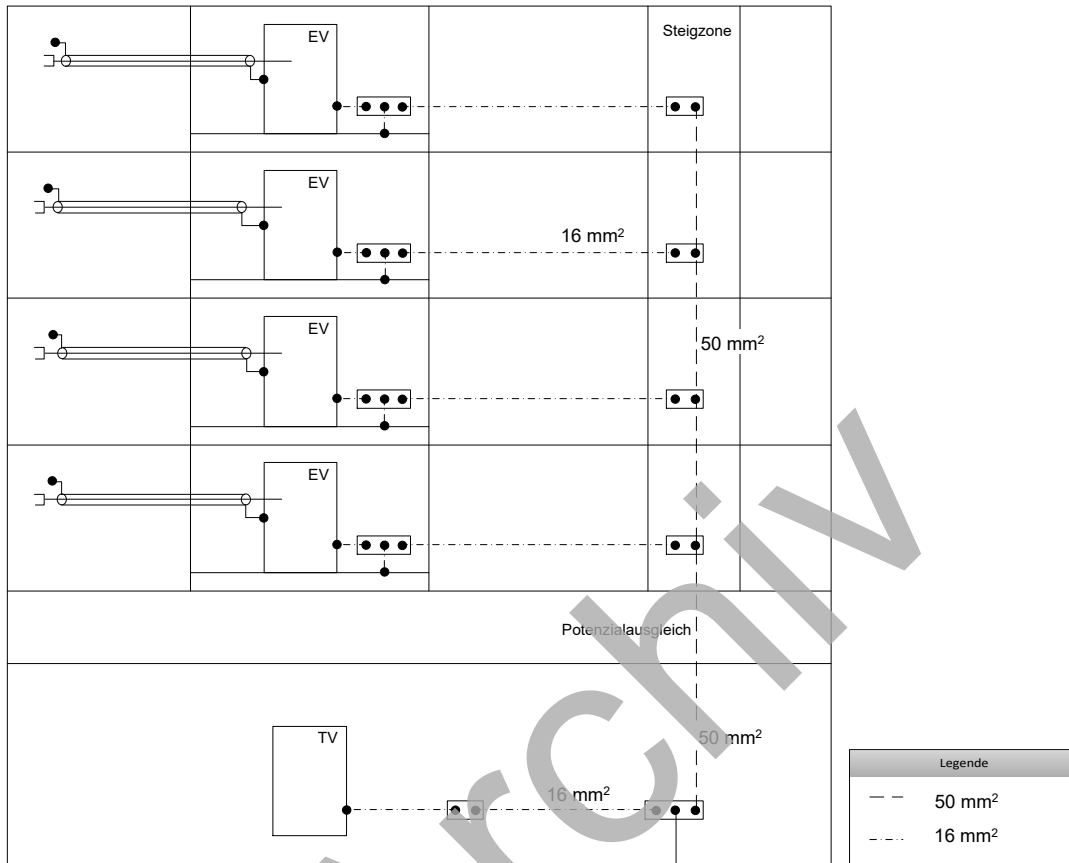 EV
Steigzone
EV
16 mm²
EV
50 mm²
EV
Potenzialausgleich
TV
50 mm²
16 mm²
Legende
50 mm²
16 mm²
Archiv